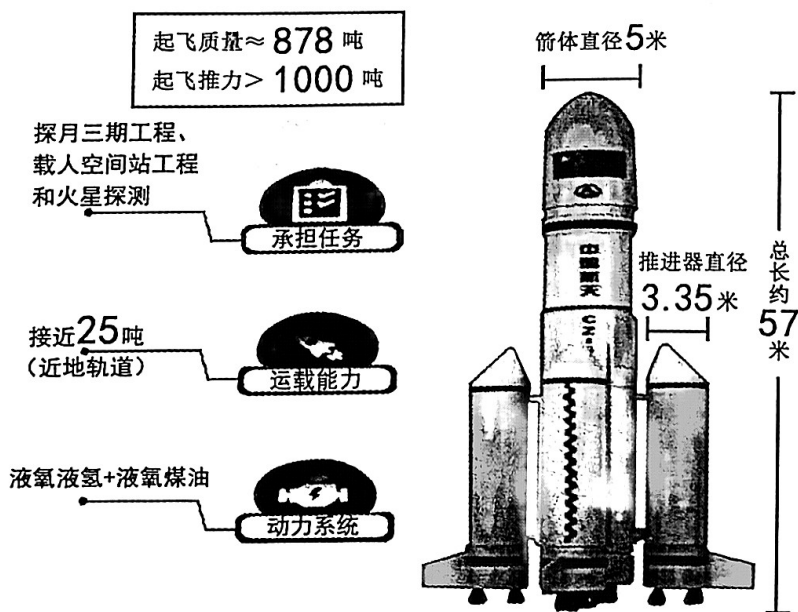 起飞质量≈878吨
起飞推力>1000吨
箭体直径5米
探月三期工程、
载人空间站工程
和火星探测
承担任务
中国航天
推进器直径
3.35米
总长约
57
米
接近25吨
(近地轨道)
运载能力
液氧液氢+液氧煤油
动力系统